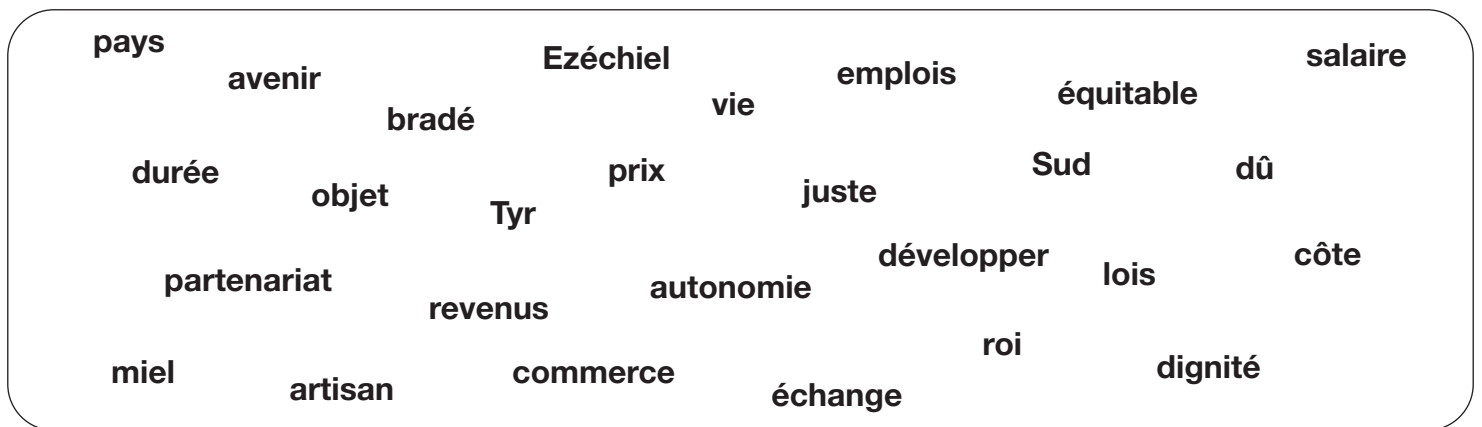 pays
Ezéchiel
salaire
avenir
emplois
équitable
vie
bradé
durée
prix
Sud
dû
objet
juste
Tyr
développer
côte
partenariat
lois
autonomie
revenus
roi
miel
commerce
dignité
artisan
échange